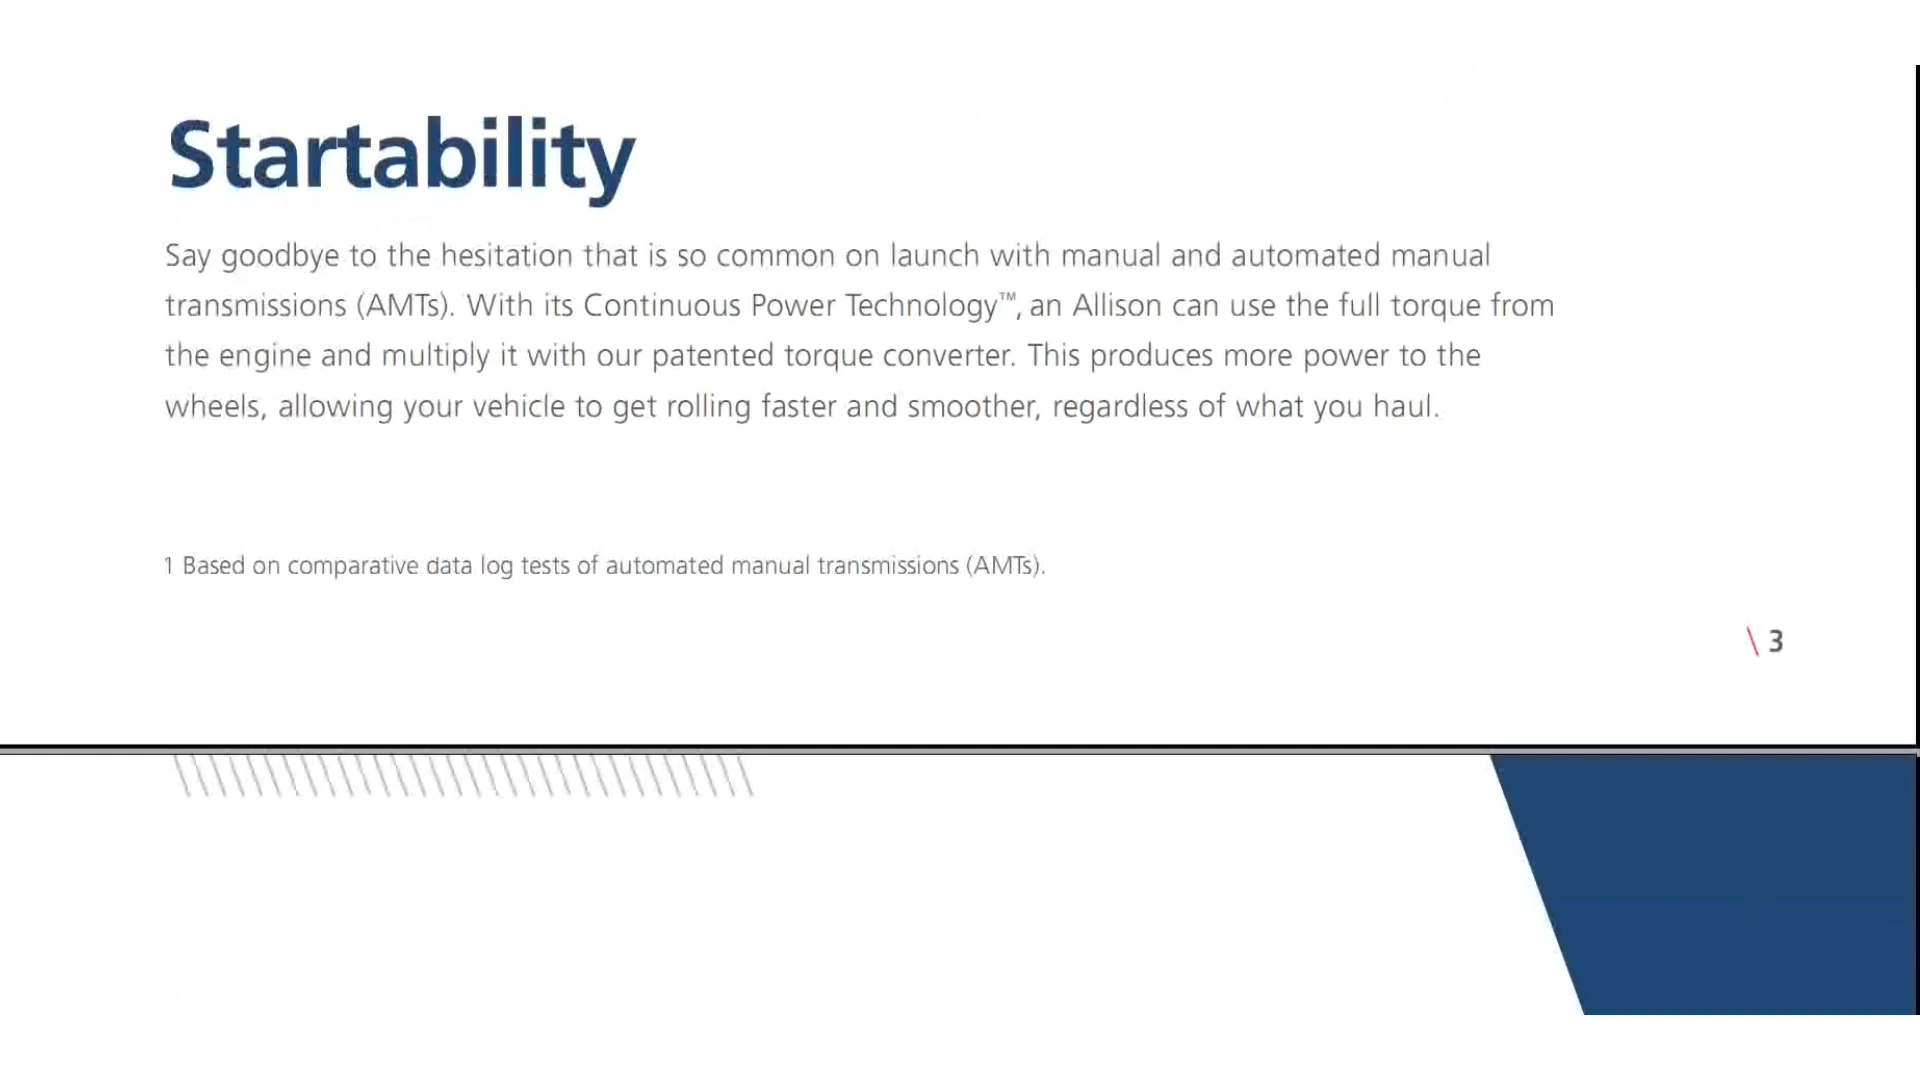 Startability
Say goodbye to the hesitation that is so common on launch with manual and automated manual
transmissions (AMTs). With its Continuous Power Technology™, an Allison can use the full torque from
the engine and multiply it with our patented torque converter. This produces more power to the
wheels, allowing your vehicle to get rolling faster and smoother, regardless of what you haul.
1 Based on comparative data log tests of automated manual transmissions (AMTs).
\ 3